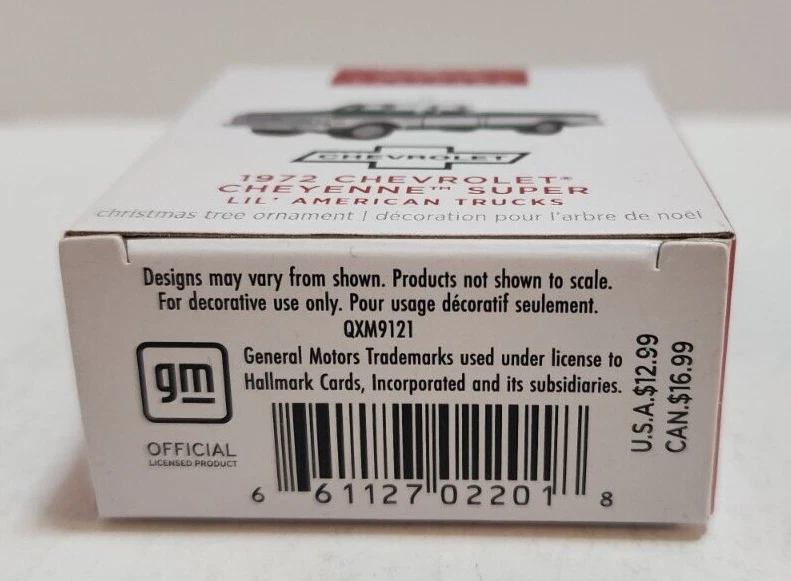 CHEVROLET
1972 CHEVROLET®
CHEYENNE™ SUPER
LIL' AMERICAN TRUCKS
christmas tree ornament | décoration pour l'arbre de noël
Designs may vary from shown. Products not shown to scale.
For decorative use only. Pour usage décoratif seulement.
QXM9121
General Motors Trademarks used under license to
Hallmark Cards, Incorporated and its subsidiaries.
gm
OFFICIAL
LICENSED PRODUCT
6 61127 02201 8
U.S.A.$12.99
CAN.$16.99